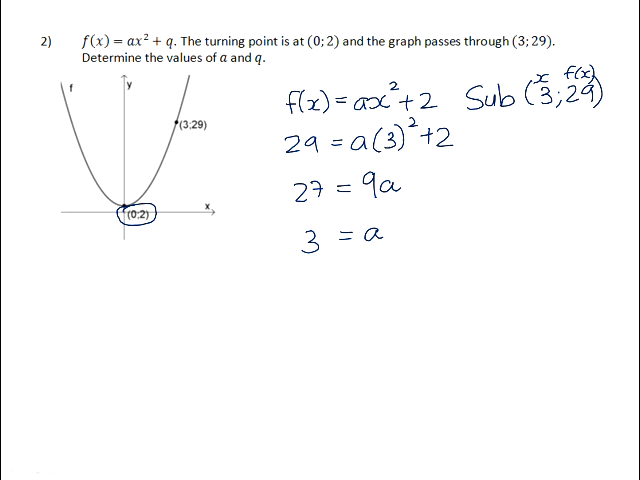 2) f(x) = ax² + q. The turning point is at (0; 2) and the graph passes through (3; 29).
Determine the values of a and q.
f
y
(3;29)
x
(0;2)
f(x) = ax² + 2 Sub (3; 29)
x f(x)
29 = a(3)² + 2
27 = 9a
3 = a